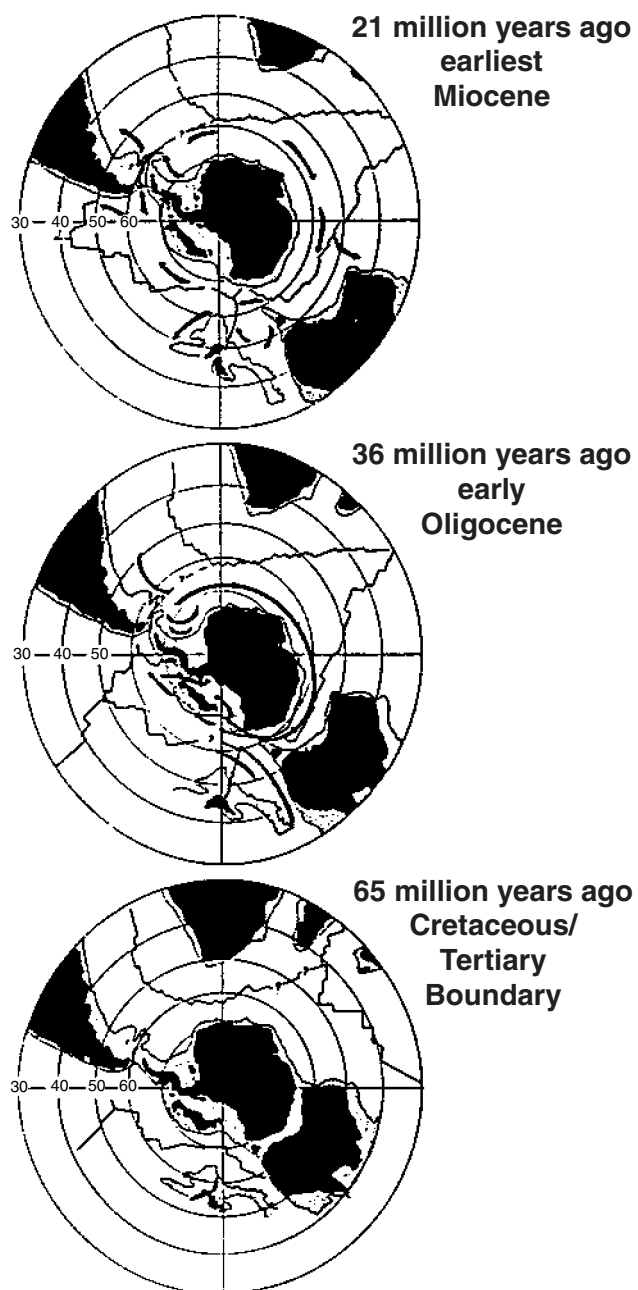 21 million years ago
earliest
Miocene
30 40 50 60
36 million years ago
early
Oligocene
30 40 50
65 million years ago
Cretaceous/
Tertiary
Boundary
30 40 50 60